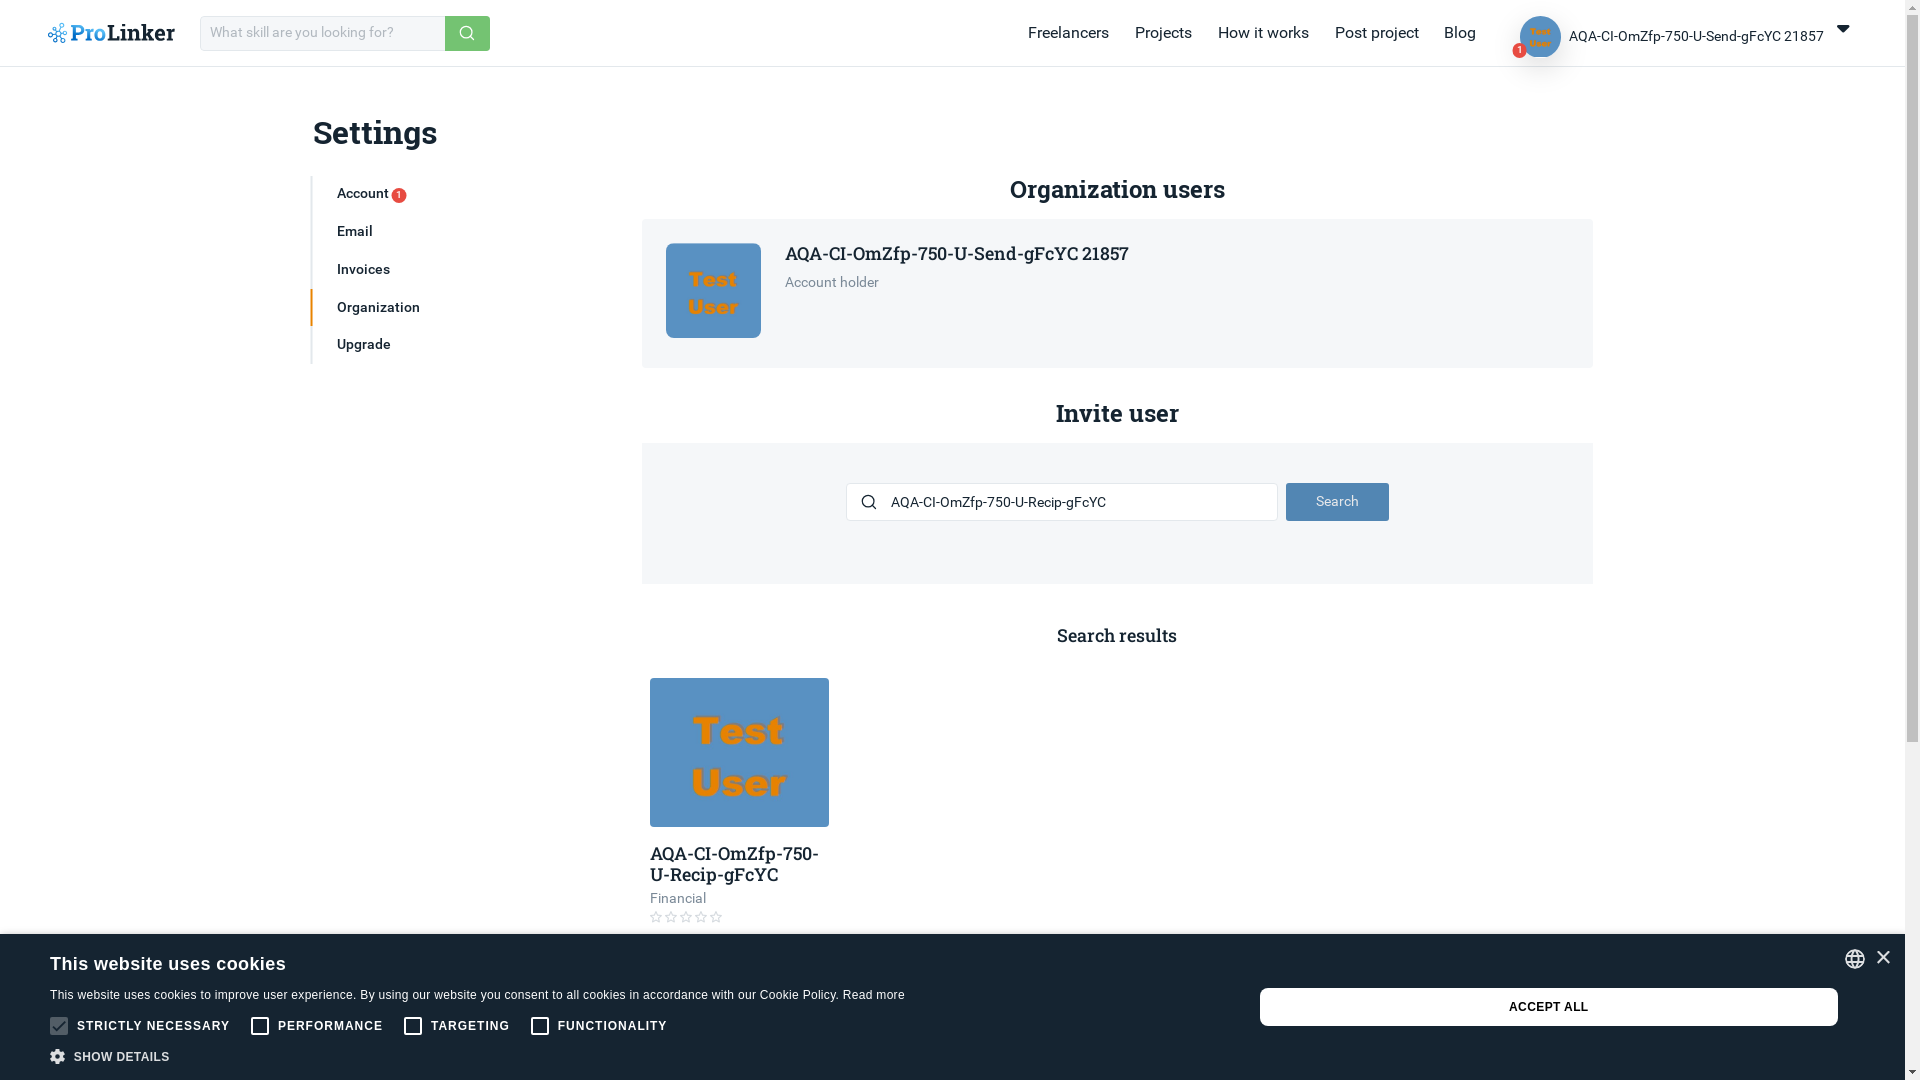 ProLinker
What skill are you looking for?
Freelancers
Projects
How it works
Post project
Blog
Test
User
1
AQA-CI-OmZfp-750-U-Send-gFcYC 21857
Settings
Account 1
Email
Invoices
Organization
Upgrade
Organization users
Test
User
AQA-CI-OmZfp-750-U-Send-gFcYC 21857
Account holder
Invite user
AQA-CI-OmZfp-750-U-Recip-gFcYC
Search
Search results
Test
User
AQA-CI-OmZfp-750-
U-Recip-gFcYC
Financial
This website uses cookies
This website uses cookies to improve user experience. By using our website you consent to all cookies in accordance with our Cookie Policy. Read more
STRICTLY NECESSARY
PERFORMANCE
TARGETING
FUNCTIONALITY
SHOW DETAILS
ACCEPT ALL